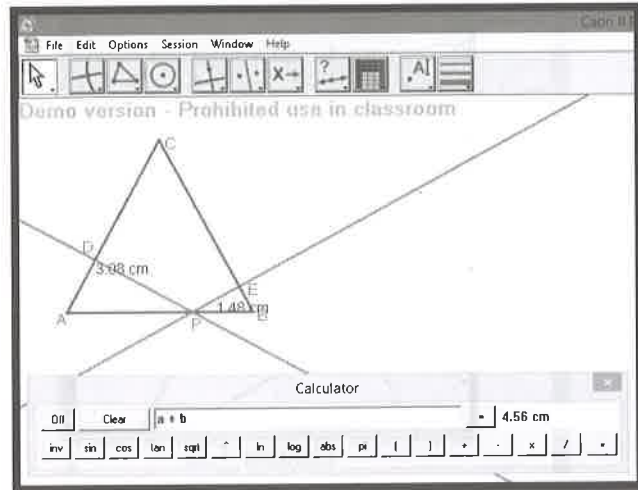 Cabri II
File Edit Options Session Window Help
? A
Demo version - Prohibited use in classroom
C
D
3.08 cm
E
1.48 cm
A P B
Calculator
Off Clear a + b = 4.56 cm
inv sin cos tan sqrt ^ ln log abs pi ( ) + - x / *